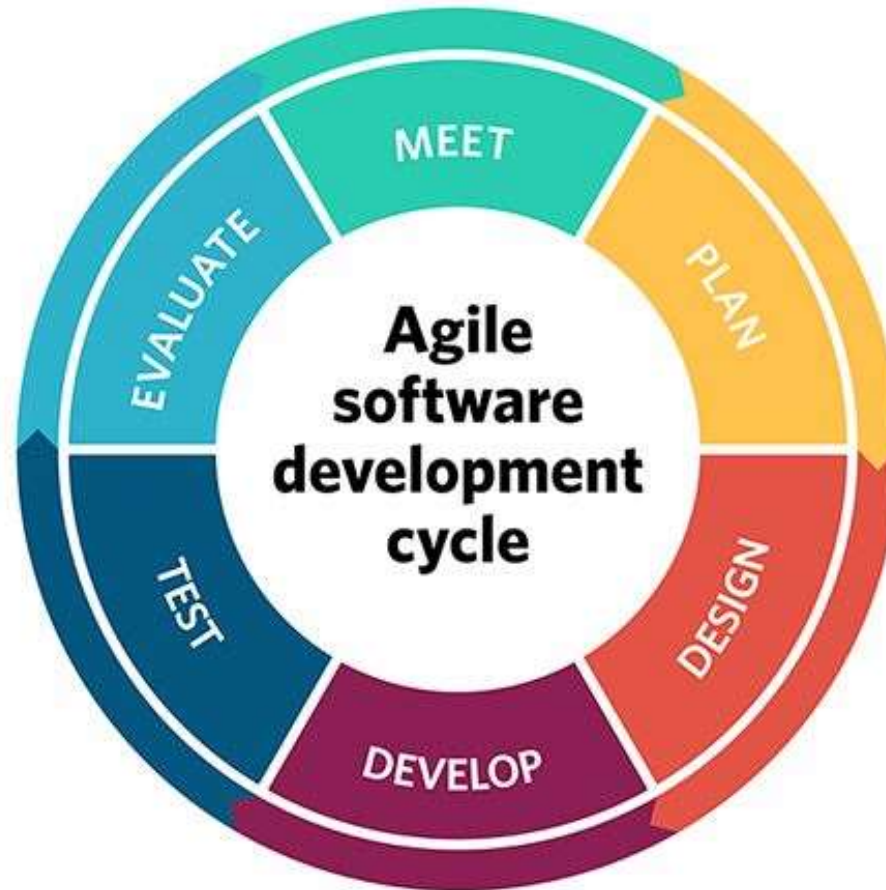 MEET
PLAN
DESIGN
DEVELOP
TEST
EVALUATE
Agile
software
development
cycle